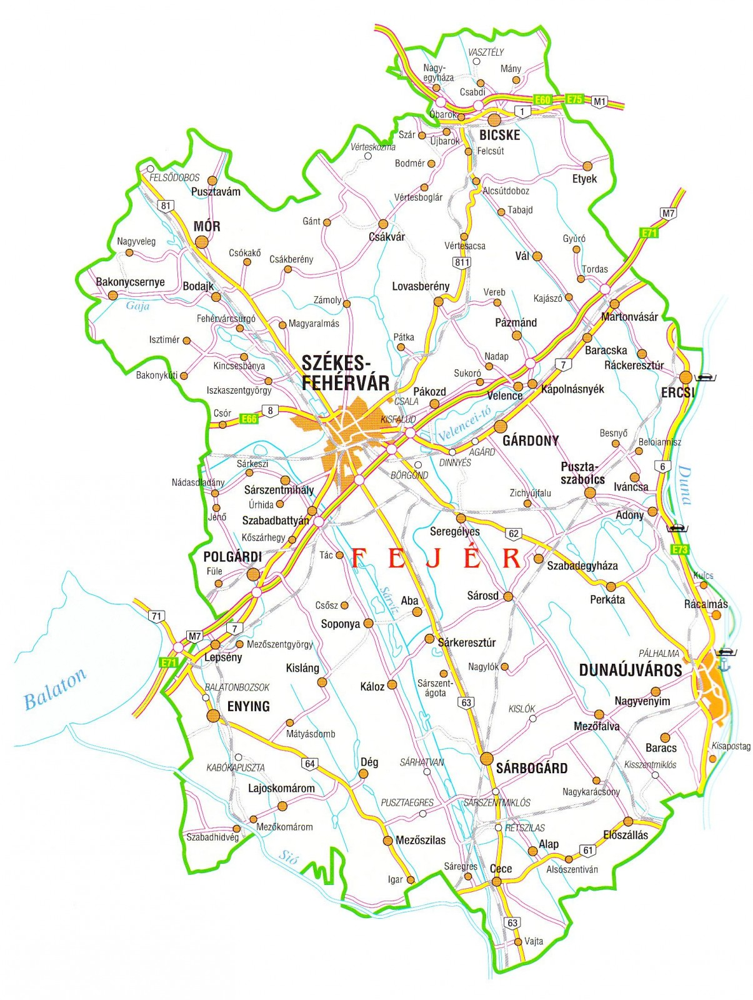 VASZTÉLY
Nagy-
egyháza
Mány
Csabdi
E60
E75
M1
Óbarok
1
BICSKE
Szár
Újbarok
Felcsút
Vérteskozma
Bodmér
Etyek
FELSŐDOBOS
Pusztavám
Vértesboglár
Alcsútdoboz
81
Tabajd
M7
MÓR
Gánt
Csákvár
E71
Nagyveleg
Vértesacsa
Gyúró
Csókakő
Csákberény
811
Vál
Tordas
Bakonycsernye
Bodajk
Lovasberény
Vereb
Kajászó
Gaja
Zámoly
Martonvásár
Fehérvárcsurgó
Magyaralmás
Pázmánd
Isztimér
Pátka
Baracska
Kincsesbánya
Nadap
7
Ráckeresztúr
SZÉKES-
FEHÉRVÁR
Bakonykúti
Sukoró
Iszkaszentgyörgy
Pákozd
Velence
Kápolnásnyék
ERCSI
CSALA
Csór
E66
8
KISFALUD
Velencei-tó
GÁRDONY
Besnyő
Beloiannisz
AGÁRD
DINNYÉS
Sárkeszi
BÖRGÖND
Puszta-
szabolcs
6
Duna
Nádasdladány
Sárszentmihály
Iváncsa
Úrhida
Zichyújfalu
Jenő
Szabadbattyán
Adony
Seregélyes
62
Kőszárhegy
E73
POLGÁRDI
Tác
FEJÉR
Füle
Szabadegyháza
Kulcs
Sárvíz
Aba
Sárosd
Perkáta
Rácalmás
Csősz
71
Soponya
M7
7
Mezőszentgyörgy
Sárkeresztúr
E71
Lepsény
PÁLHALMA
Kisláng
Nagylók
DUNAÚJVÁROS
Balaton
BALATONBOZSOK
Káloz
Sárszent-
ágota
Nagyvenyim
ENYING
63
KISLÓK
Mátyásdomb
Mezőfalva
Baracs
Kisapostag
KABÓKAPUSZTA
64
Dég
SÁRHATVAN
SÁRBOGÁRD
Kisszentmiklós
Lajoskomárom
Nagykarácsony
PUSZTAEGRES
SÁRSZENTMIKLÓS
Mezőkomárom
RÉTSZILAS
Előszállás
Szabadhidvég
Mezőszilas
Alap
61
Sió
Sáregres
Cece
Alsószentiván
Igar
63
Vajta